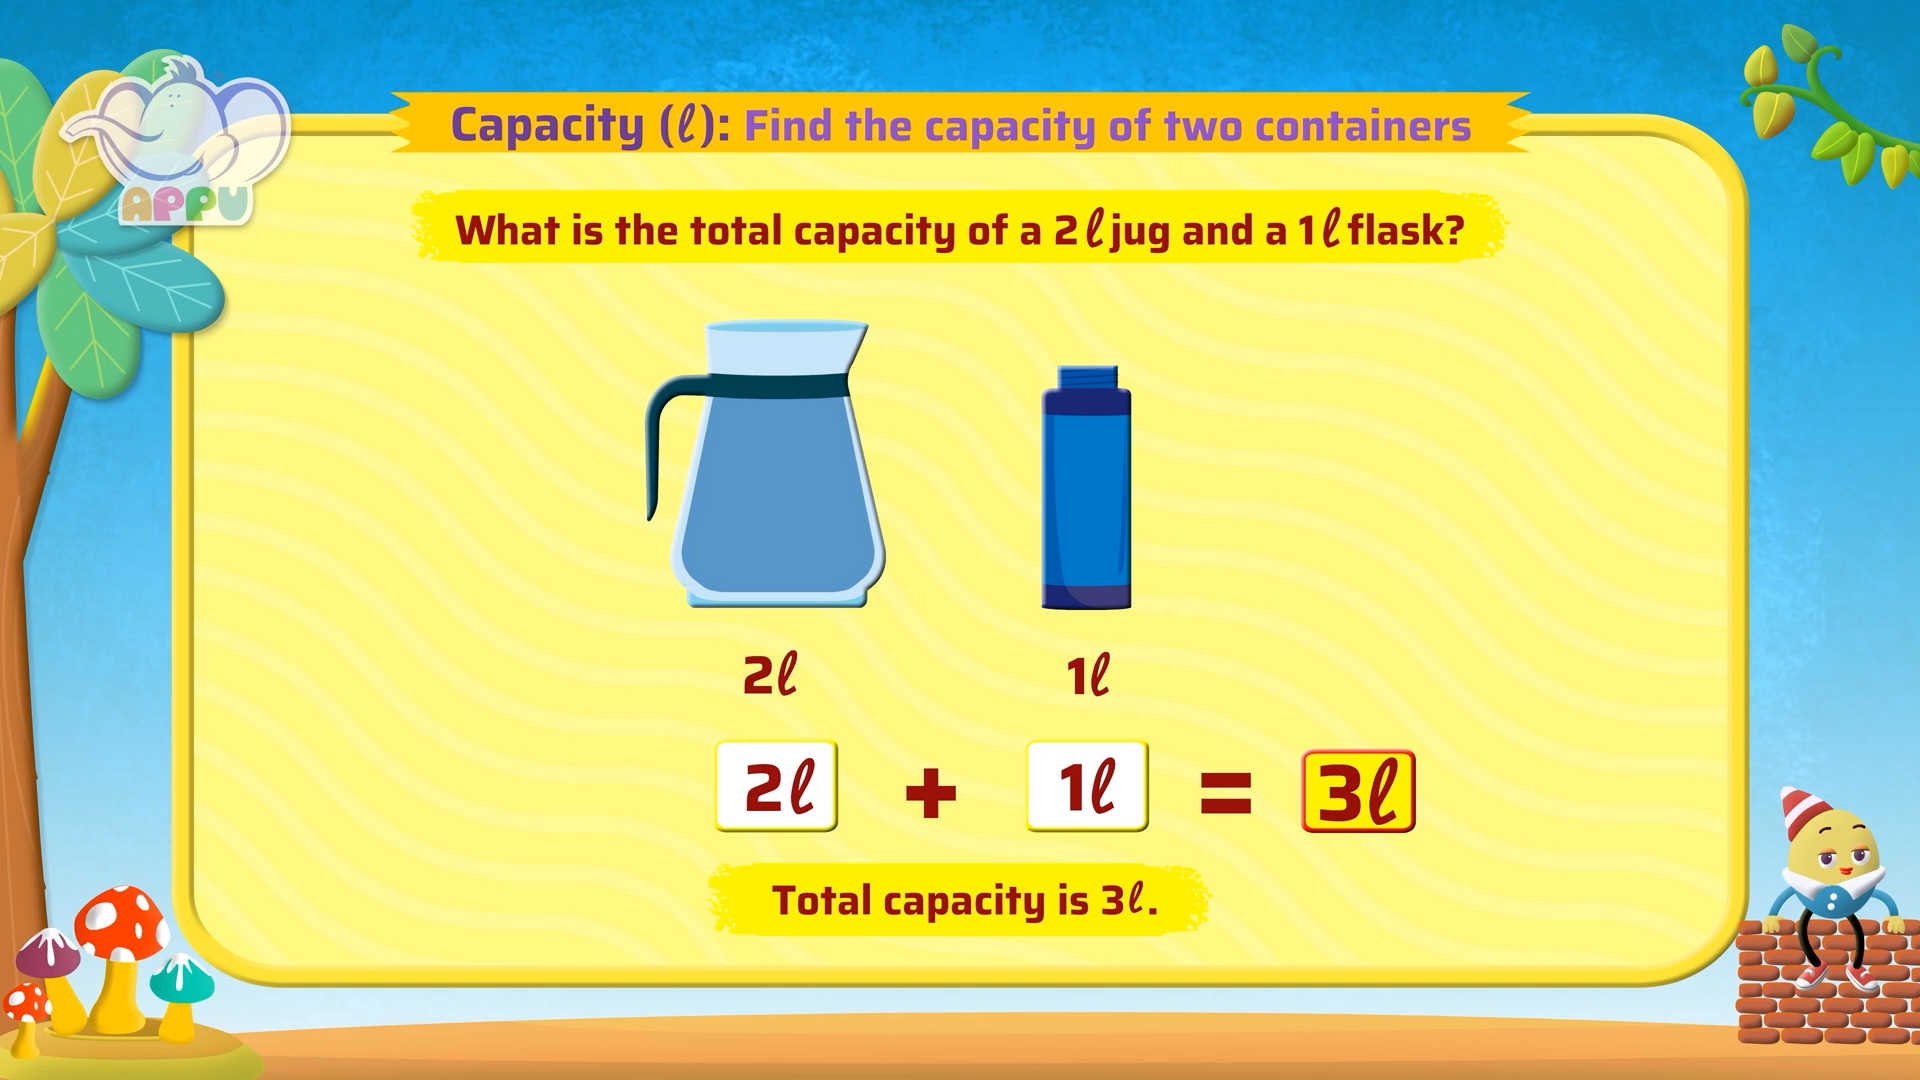 APPU
Capacity (ℓ): Find the capacity of two containers
What is the total capacity of a 2ℓ jug and a 1ℓ flask?
2ℓ 1ℓ
2ℓ + 1ℓ = 3ℓ
Total capacity is 3ℓ.